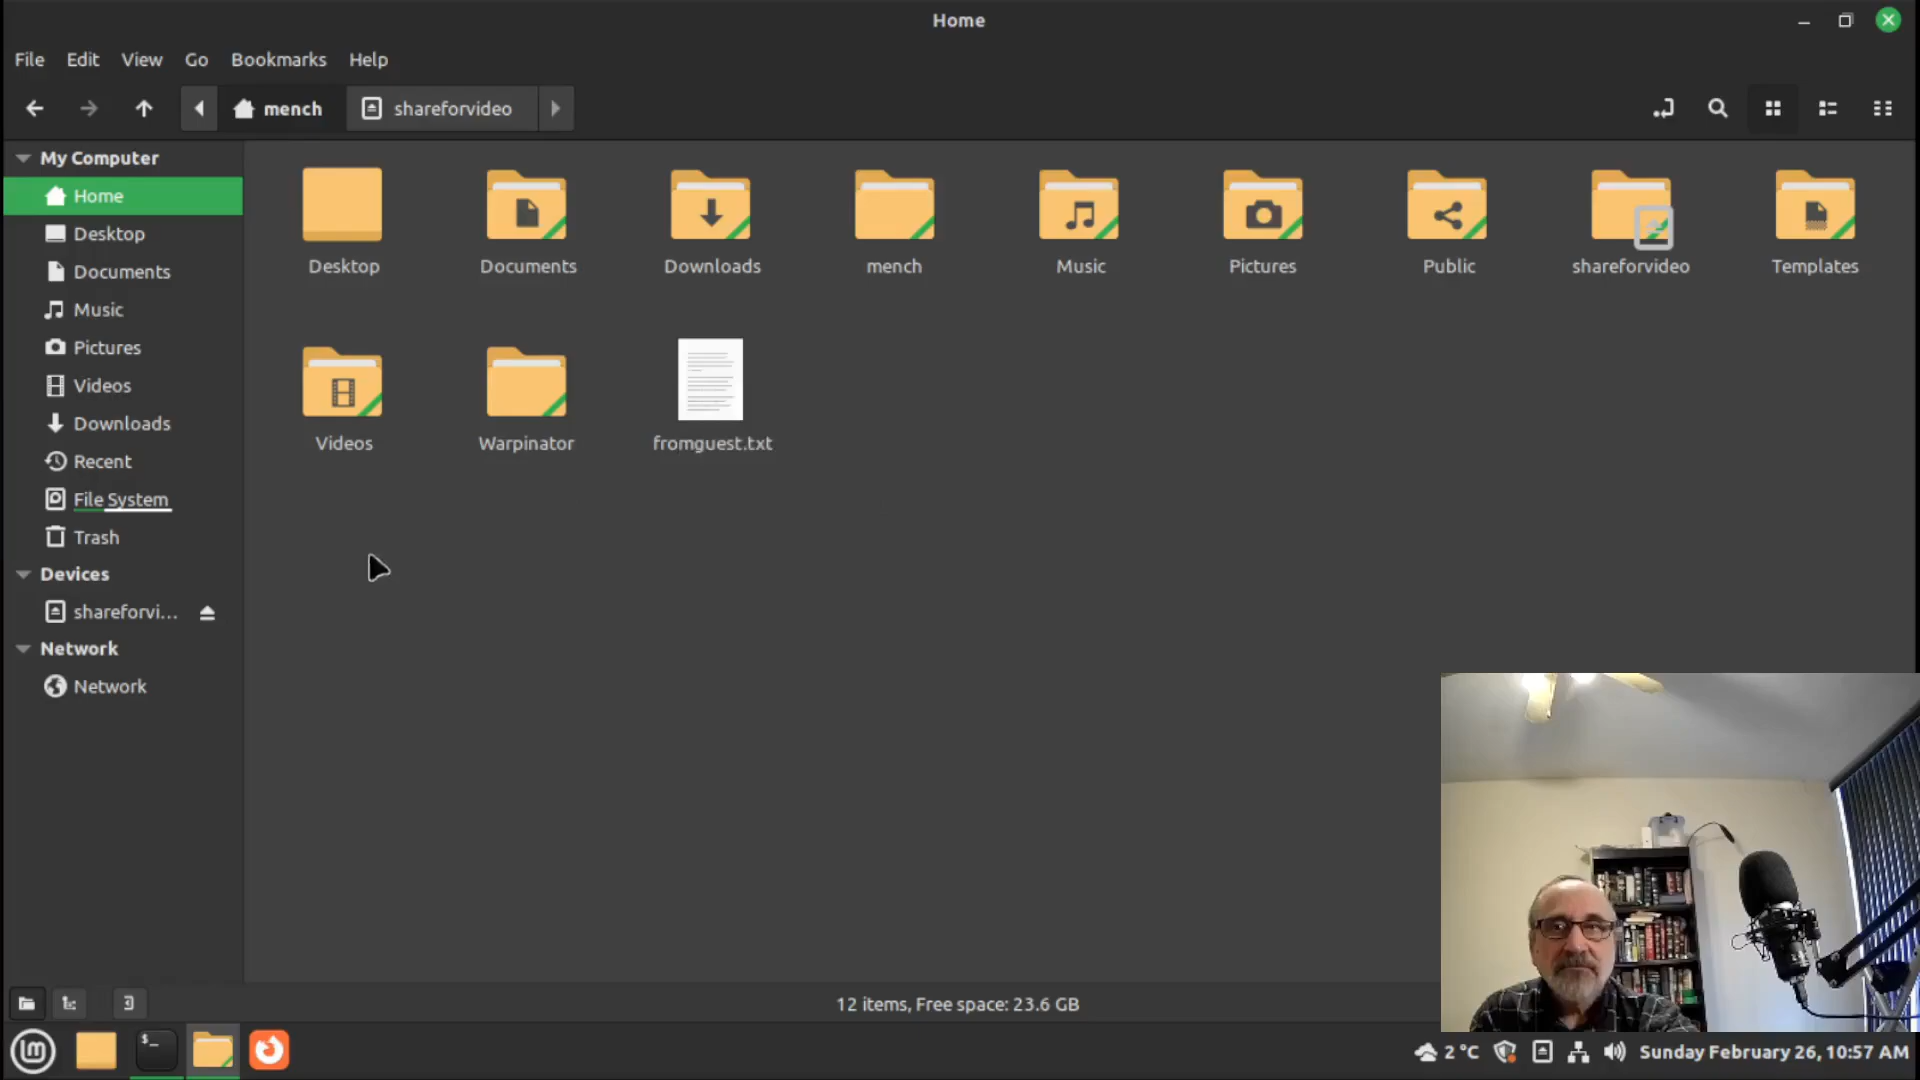 Home
File Edit View Go Bookmarks Help
mench shareforvideo
My Computer
Home
Desktop
Documents
Music
Pictures
Videos
Downloads
Recent
File System
Trash
Devices
shareforvi...
Network
Network
Desktop Documents Downloads mench Music Pictures Public shareforvideo Templates
Videos Warpinator fromguest.txt
12 items, Free space: 23.6 GB
$_
2 °C Sunday February 26, 10:57 AM